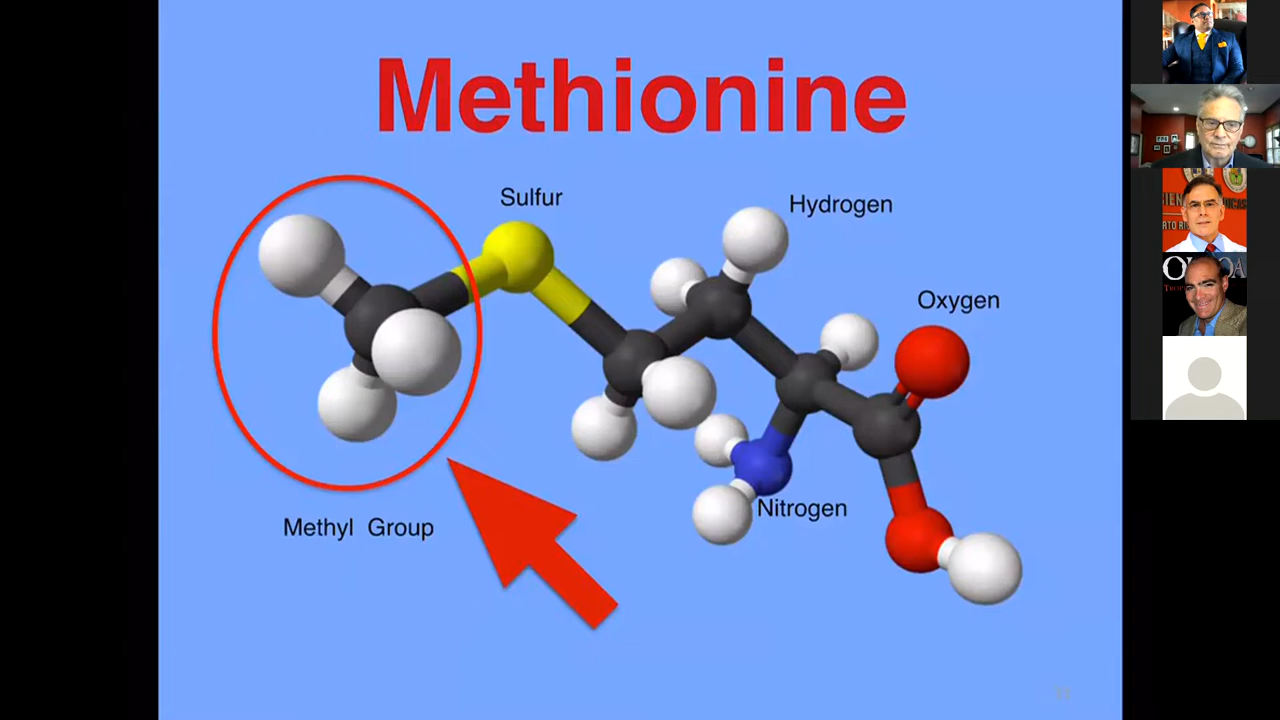 Methionine
Sulfur
Hydrogen
Oxygen
Nitrogen
Methyl Group